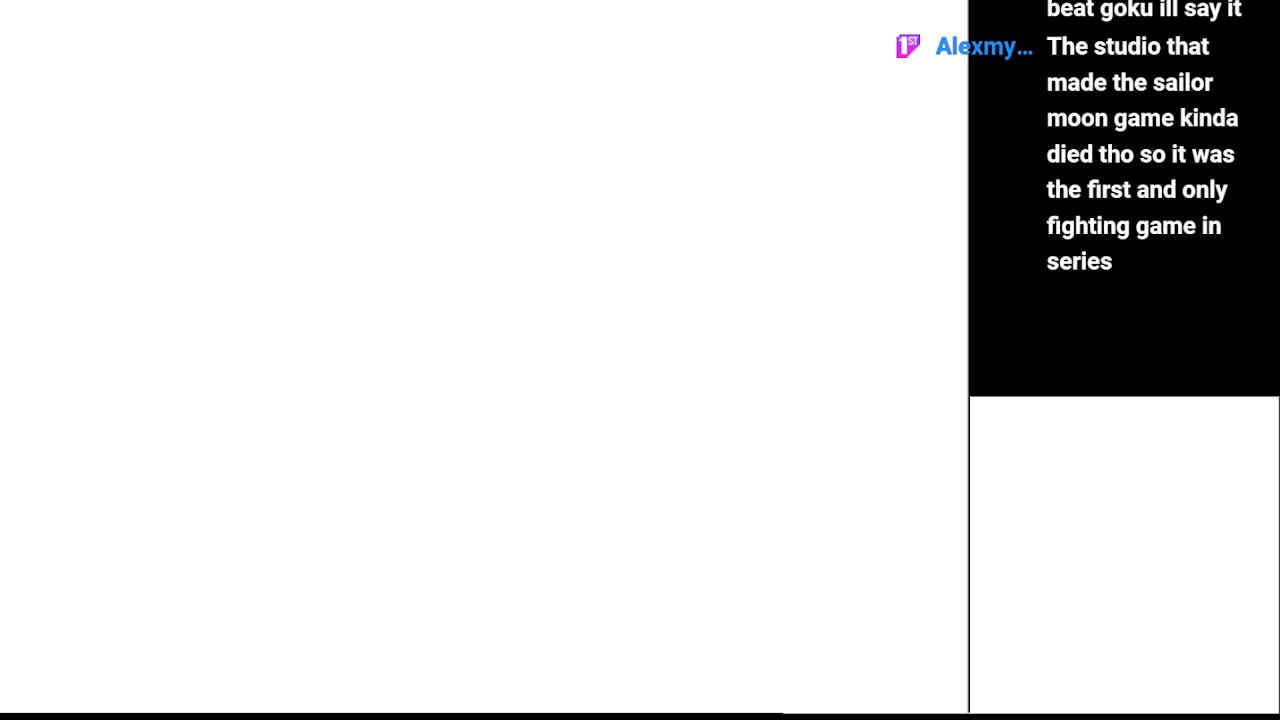 beat goku ill say it
1ST Alexmy… The studio that
made the sailor
moon game kinda
died tho so it was
the first and only
fighting game in
series